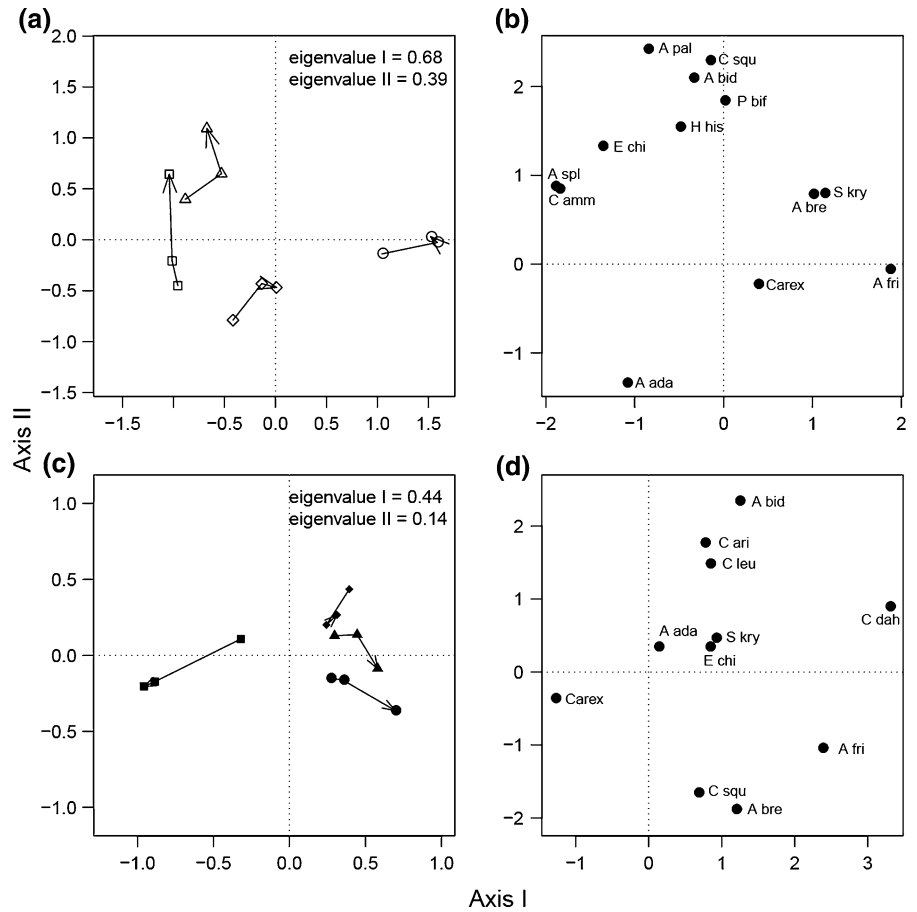 (a)
eigenvalue I = 0.68
eigenvalue II = 0.39
2.0
1.5
1.0
0.5
0.0
−0.5
−1.0
−1.5
−1.5
−0.5
0.0
0.5
1.0
1.5
(b)
A pal
C squ
A bid
P bif
H his
E chi
A spl
C amm
S kry
A bre
A fri
Carex
A ada
2
1
0
−1
−2
−1
0
1
2
Axis II
(c)
eigenvalue I = 0.44
eigenvalue II = 0.14
1.0
0.5
0.0
−0.5
−1.0
−1.0
−0.5
0.0
0.5
1.0
(d)
A bid
C ari
C leu
C dah
A ada
S kry
E chi
Carex
A fri
C squ
A bre
2
1
0
−1
−2
−1
0
1
2
3
Axis I